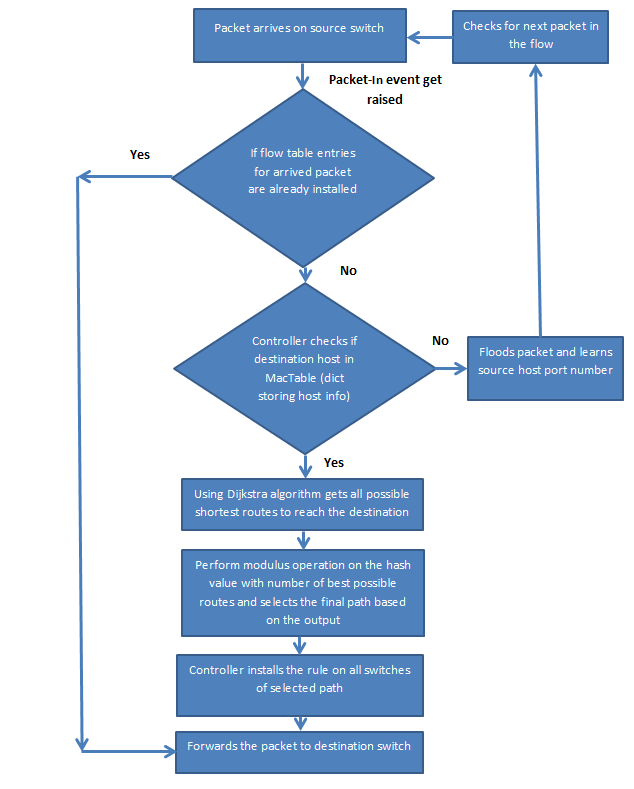 Packet arrives on source switch
Checks for next packet in
the flow
Packet-In event get
raised
Yes
If flow table entries
for arrived packet
are already installed
No
Controller checks if
destination host in
MacTable (dict
storing host info)
No
Floods packet and learns
source host port number
Yes
Using Dijkstra algorithm gets all possible
shortest routes to reach the destination
Perform modulus operation on the hash
value with number of best possible
routes and selects the final path based
on the output
Controller installs the rule on all switches
of selected path
Forwards the packet to destination switch